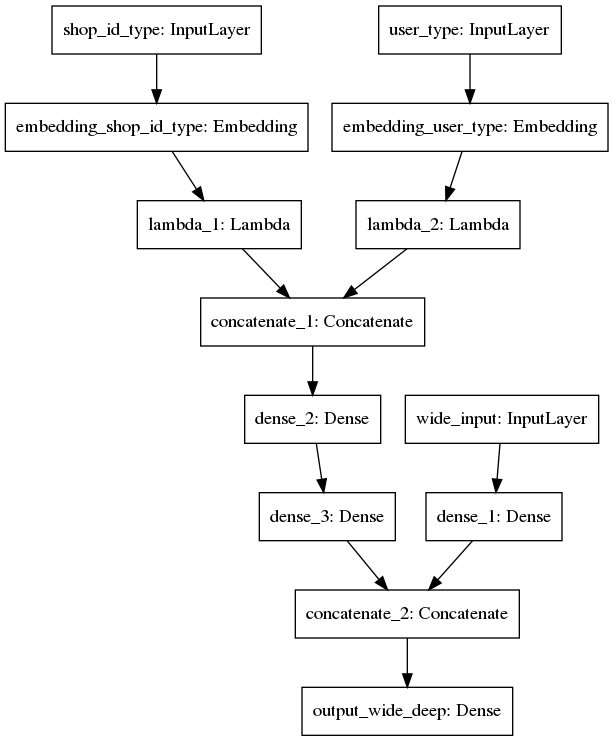 shop_id_type: InputLayer
user_type: InputLayer
embedding_shop_id_type: Embedding
embedding_user_type: Embedding
lambda_1: Lambda
lambda_2: Lambda
concatenate_1: Concatenate
dense_2: Dense
wide_input: InputLayer
dense_3: Dense
dense_1: Dense
concatenate_2: Concatenate
output_wide_deep: Dense